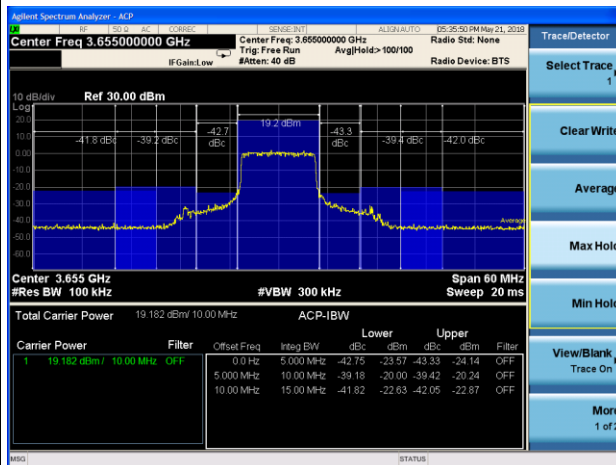 Agilent Spectrum Analyzer - ACP
RF 50 Ω AC CORREC SENSE:INT ALIGN AUTO 05:35:50 PM May 21, 2018
Center Freq 3.655000000 GHz
Center Freq: 3.655000000 GHz
Radio Std: None
Trig: Free Run Avg|Hold:> 100/100
IFGain:Low #Atten: 40 dB Radio Device: BTS
10 dB/div Ref 30.00 dBm
Log
20.0
10.0
0.00
-10.0
-20.0
-30.0
-40.0
-50.0
-60.0
-41.8 dBc
-39.2 dBc
-42.7 dBc
19.2 dBm
-43.3 dBc
-39.4 dBc
-42.0 dBc
Average
Center 3.655 GHz Span 60 MHz
#Res BW 100 kHz #VBW 300 kHz Sweep 20 ms
Total Carrier Power 19.182 dBm/ 10.00 MHz ACP-IBW
Lower Upper
Carrier Power Filter
Offset Freq Integ BW dBc dBm dBc dBm Filter
1 19.182 dBm / 10.00 MHz OFF
0.0 Hz 5.000 MHz -42.75 -23.57 -43.33 -24.14 OFF
5.000 MHz 10.00 MHz -39.18 -20.00 -39.42 -20.24 OFF
10.00 MHz 15.00 MHz -41.82 -22.63 -42.05 -22.87 OFF
MSG STATUS
Trace/Detector
Select Trace
1
Clear Write
Average
Max Hold
Min Hold
View/Blank
Trace On
More
1 of 2